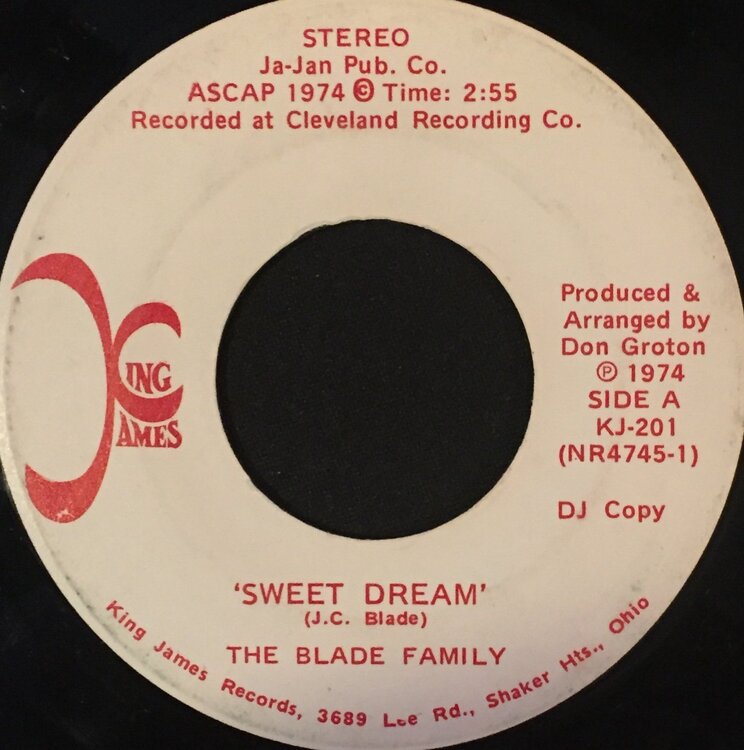 STEREO
Ja-Jan Pub. Co.
ASCAP 1974 © Time: 2:55
Recorded at Cleveland Recording Co.
KING
JAMES
Produced &
Arranged by
Don Groton
℗ 1974
SIDE A
KJ-201
(NR4745-1)
DJ Copy
'SWEET DREAM'
(J.C. Blade)
THE BLADE FAMILY
King James Records, 3689 Lee Rd., Shaker Hts., Ohio